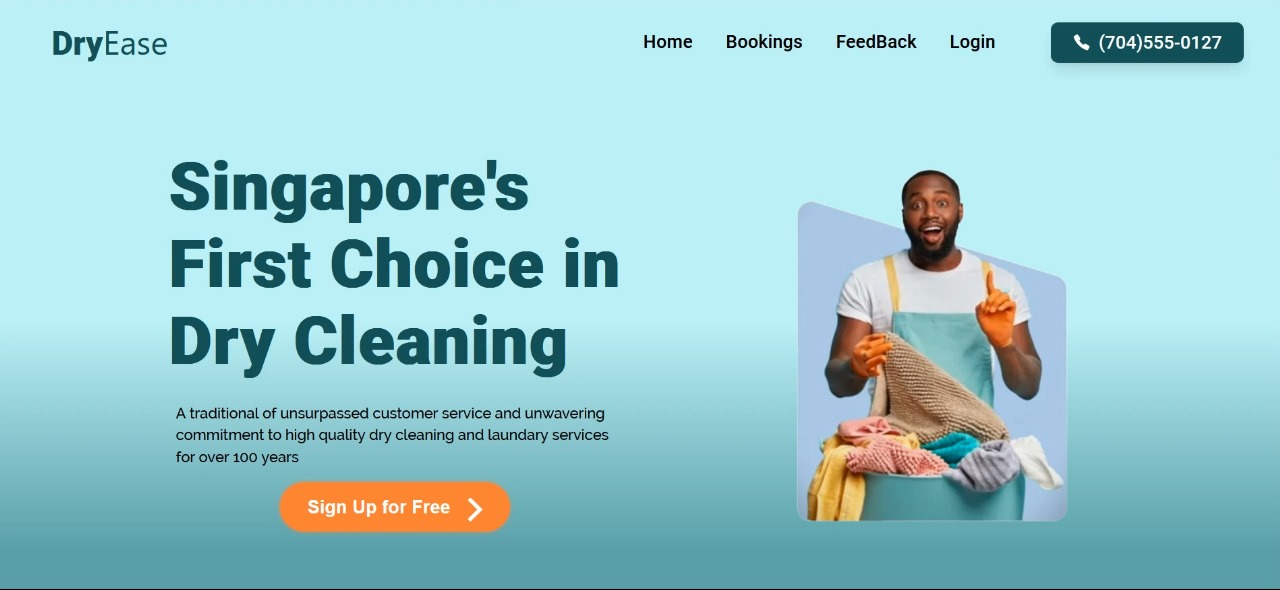 DryEase
Home Bookings FeedBack Login (704)555-0127
Singapore's
First Choice in
Dry Cleaning
A traditional of unsurpassed customer service and unwavering
commitment to high quality dry cleaning and laundary services
for over 100 years
Sign Up for Free